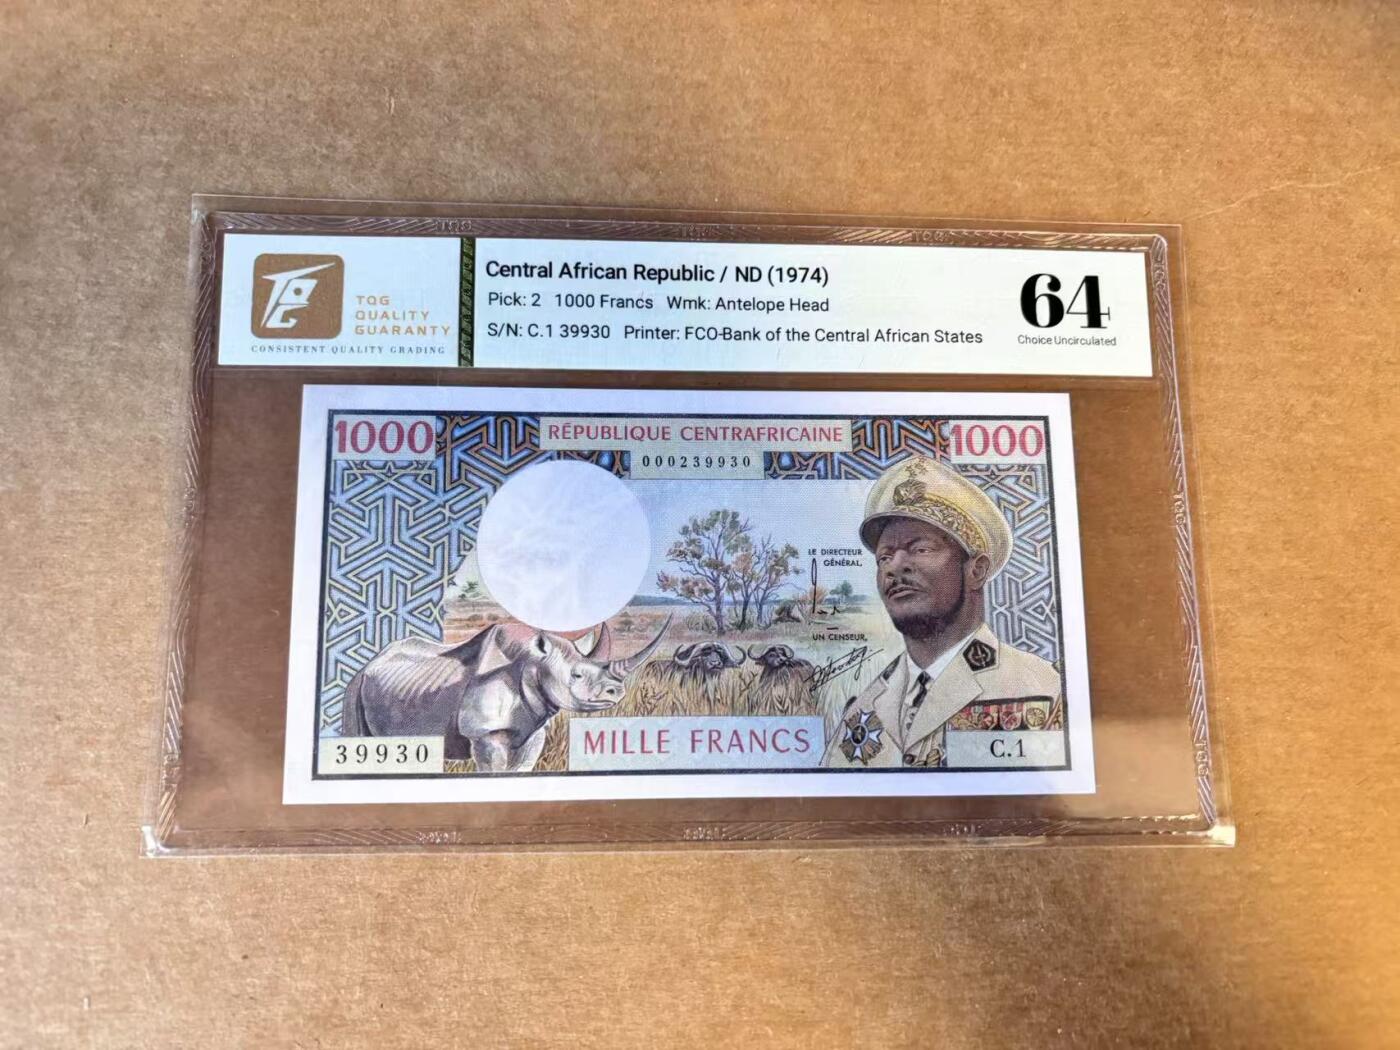 TQG
QUALITY
GUARANTY
CONSISTENT QUALITY GRADING
Central African Republic / ND (1974)
Pick: 2 1000 Francs Wmk: Antelope Head
S/N: C.1 39930 Printer: FCO-Bank of the Central African States
64
Choice Uncirculated
1000
RÉPUBLIQUE CENTRAFRICAINE
1000
000239930
LE DIRECTEUR
GÉNÉRAL,
UN CENSEUR,
MILLE FRANCS
39930
C.1